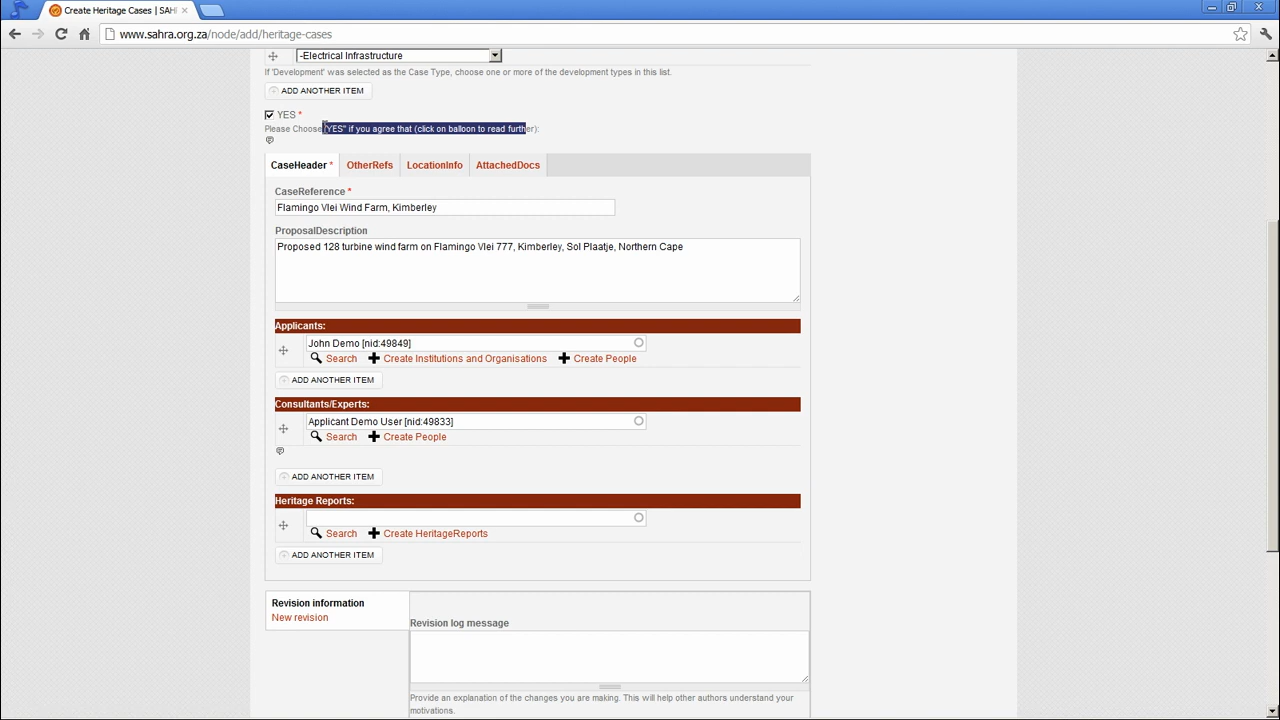 Create Heritage Cases | SAH
www.sahra.org.za/node/add/heritage-cases
-Electrical Infrastructure
If 'Development' was selected as the Case Type, choose one or more of the development types in this list.
ADD ANOTHER ITEM
YES *
Please Choose "YES" if you agree that (click on balloon to read further):
CaseHeader * OtherRefs LocationInfo AttachedDocs
CaseReference *
Flamingo Vlei Wind Farm, Kimberley
ProposalDescription
Proposed 128 turbine wind farm on Flamingo Vlei 777, Kimberley, Sol Plaatje, Northern Cape
Applicants:
John Demo [nid:49849]
Search Create Institutions and Organisations Create People
ADD ANOTHER ITEM
Consultants/Experts:
Applicant Demo User [nid:49833]
Search Create People
ADD ANOTHER ITEM
Heritage Reports:
Search Create HeritageReports
ADD ANOTHER ITEM
Revision information
New revision
Revision log message
Provide an explanation of the changes you are making. This will help other authors understand your
motivations.